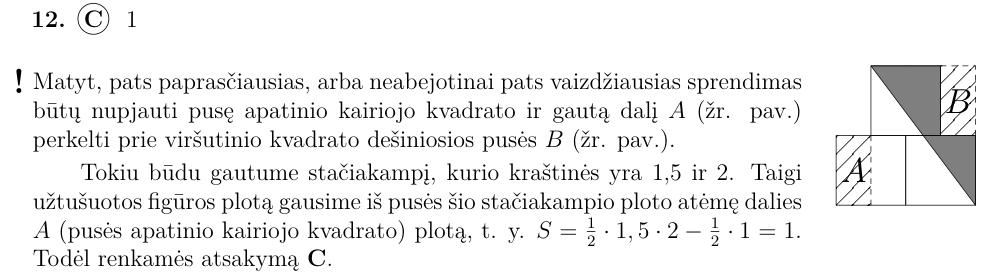 12. Ⓒ 1
! Matyt, pats paprasčiausias, arba neabejotinai pats vaizdžiausias sprendimas
būtų nupjauti pusę apatinio kairiojo kvadrato ir gautą dalį A (žr. pav.)
perkelti prie viršutinio kvadrato dešiniosios pusės B (žr. pav.).
Tokiu būdu gautume stačiakampį, kurio kraštinės yra 1,5 ir 2. Taigi
užtušuotos figūros plotą gausime iš pusės šio stačiakampio ploto atėmę dalies
A (pusės apatinio kairiojo kvadrato) plotą, t. y. S = 1/2 · 1, 5 · 2 − 1/2 · 1 = 1.
Todėl renkamės atsakymą C.
B
A